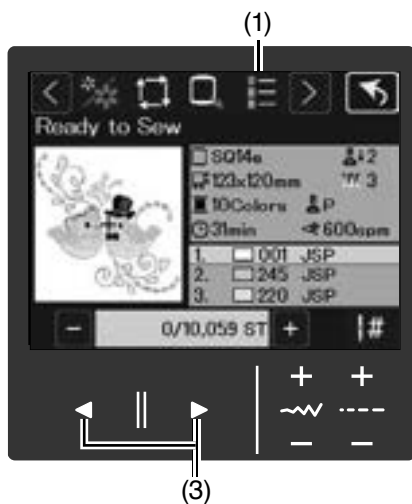 (1)
Ready to Sew
SQ14a 2
123x120mm 3
10Colors P
31min 600spm
1. 001 JSP
2. 245 JSP
3. 220 JSP
− 0/10,059 ST + #
+ +
− −
(3)